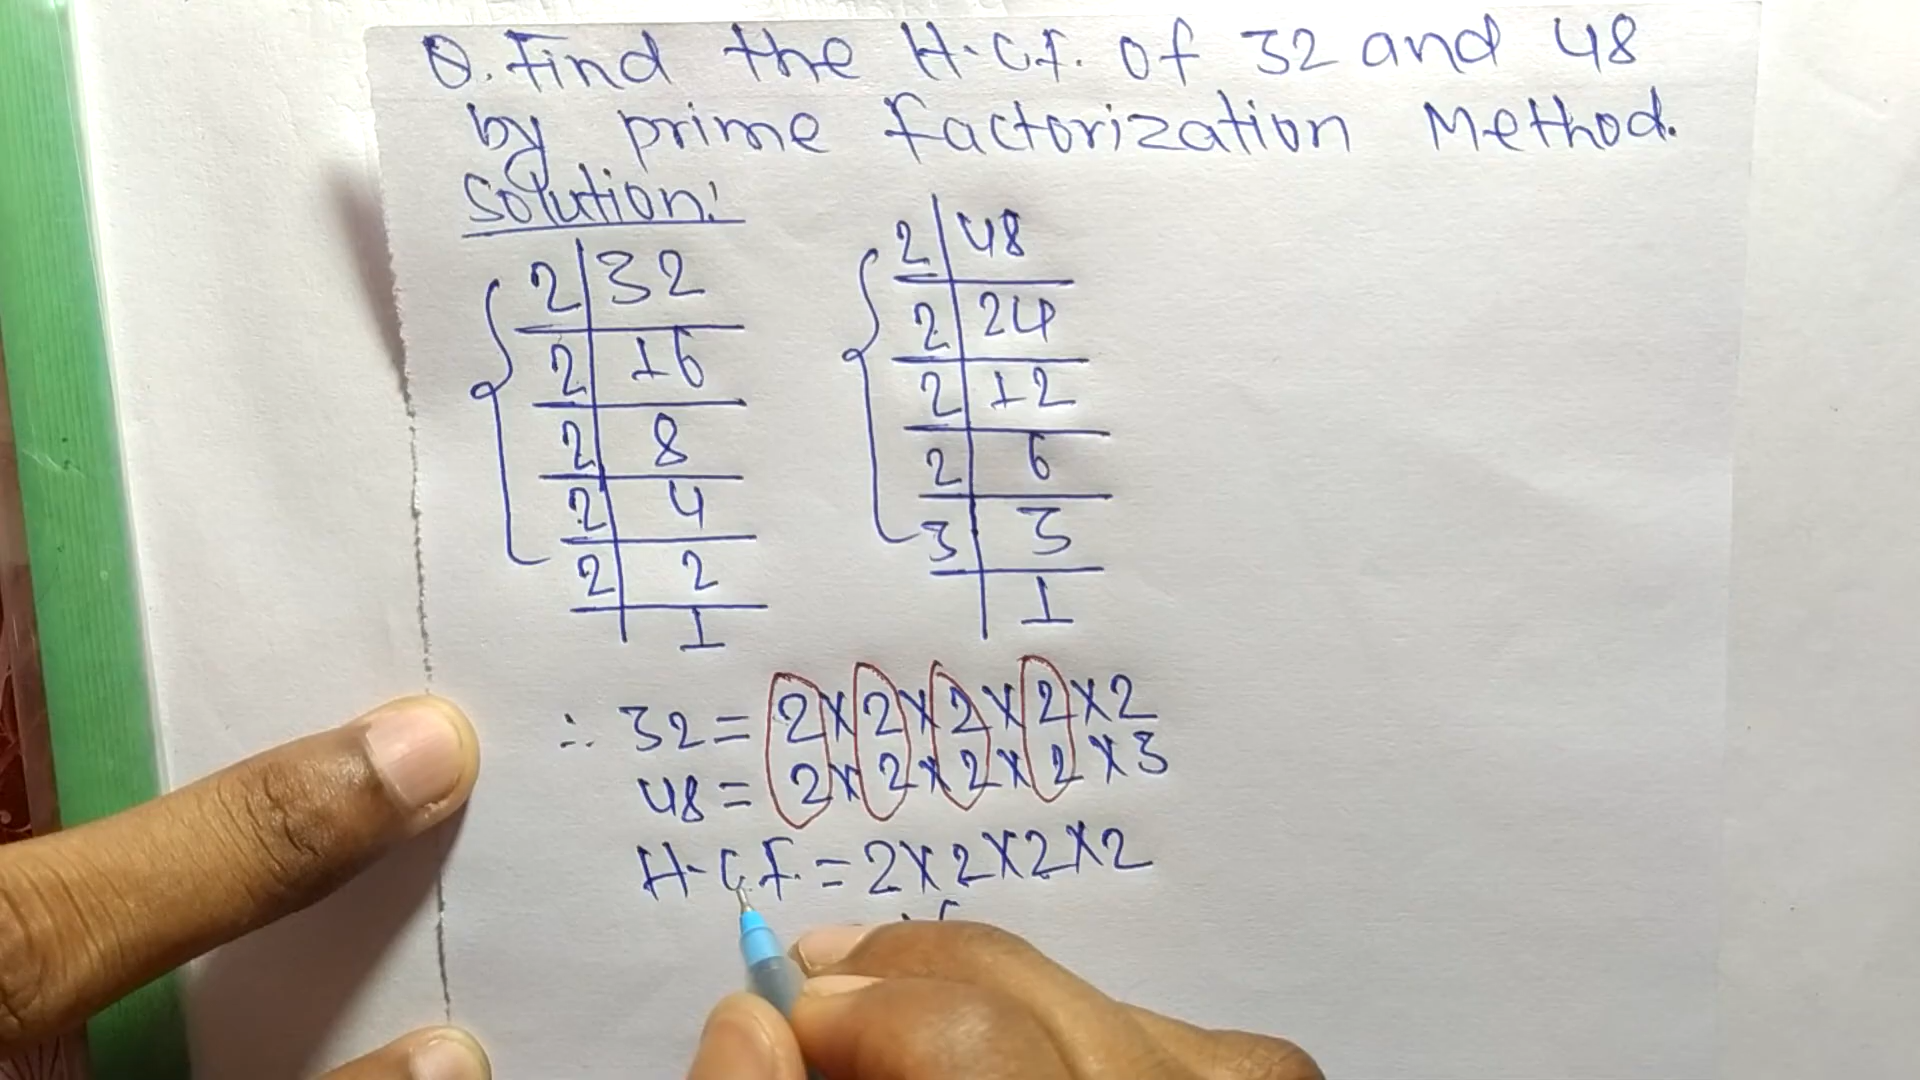 Q. Find the H.C.F. of 32 and 48
by prime factorization Method.
Solution:
2 | 32
2 | 16
2 | 8
2 | 4
2 | 2
1
2 | 48
2 | 24
2 | 12
2 | 6
3 | 3
1
∴ 32 = 2×2×2×2×2
48 = 2×2×2×2×3
H.C.F. = 2×2×2×2